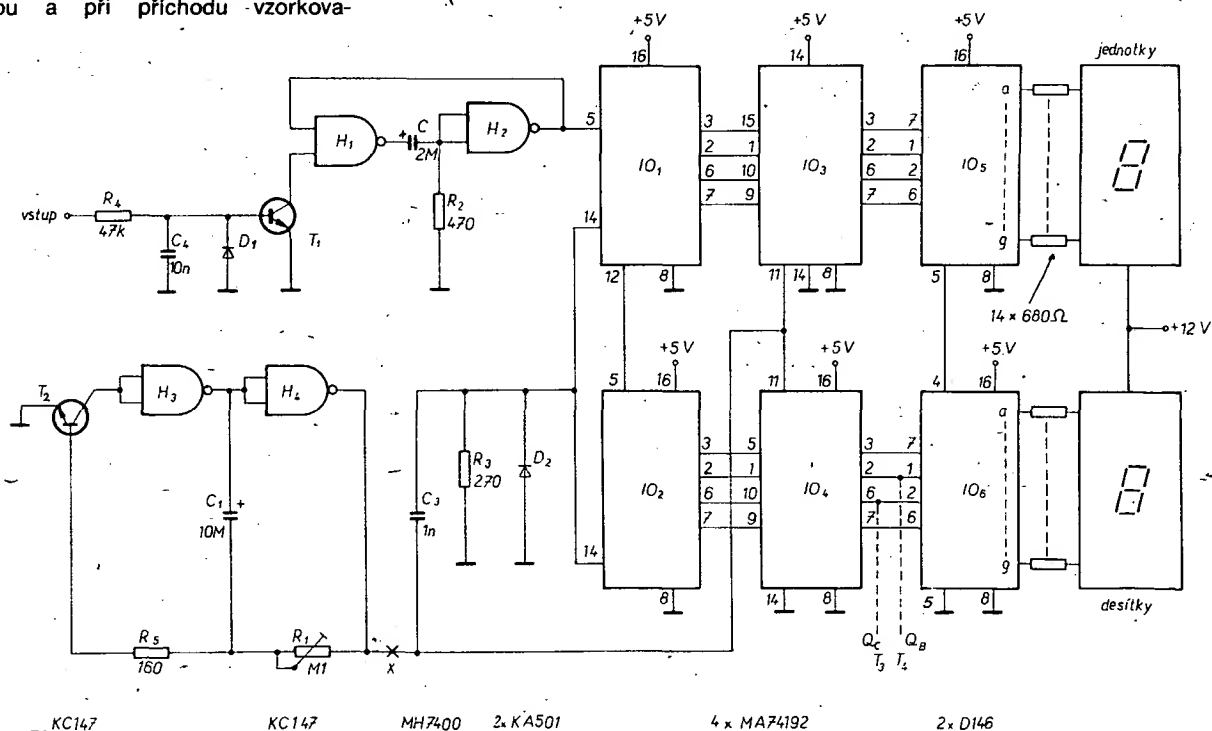 ou a při příchodu vzorkova-
+5V
+5V
+5V
16
14
16
jednotky
H₁
C
2M
H₂
5
IO₁
3 15
2 1
6 10
7 9
IO₃
3 7
2 1
6 2
7 6
IO₅
a
g
vstup
R₄
47k
C₄
10n
D₁
T₁
R₂
470
14
12
8
11
14
8
5
8
14 × 680Ω
+12 V
+5V
+5V
+5V
T₂
H₃
H₄
5
16
11
16
4
16
C₁
+
10M
C₃
1n
R₃
270
D₂
IO₂
3 5
2 1
6 10
7 9
IO₄
3 7
2 1
6 2
7 6
IO₆
a
g
14
8
14
8
5
8
desítky
R₅
160
R₁
M1
x
Q_C
Q_B
T₃
T₄
KC147
KC147
MH7400
2x KA501
4 x MA74192
2x D146